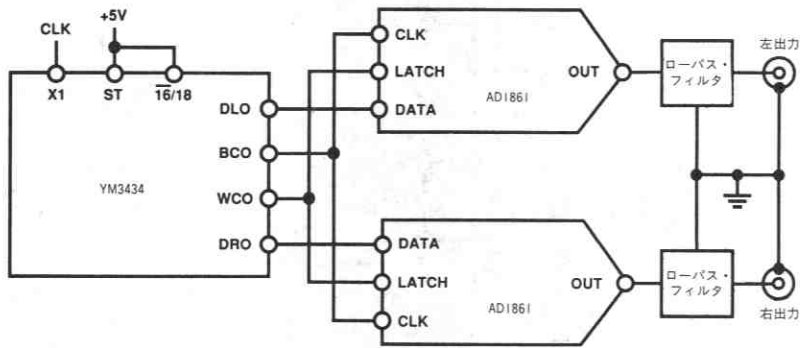 CLK
+5V
X1
ST
16/18
YM3434
DLO
BCO
WCO
DRO
CLK
LATCH
DATA
OUT
AD1861
ローパス・
フィルタ
左出力
DATA
LATCH
CLK
OUT
AD1861
ローパス・
フィルタ
右出力